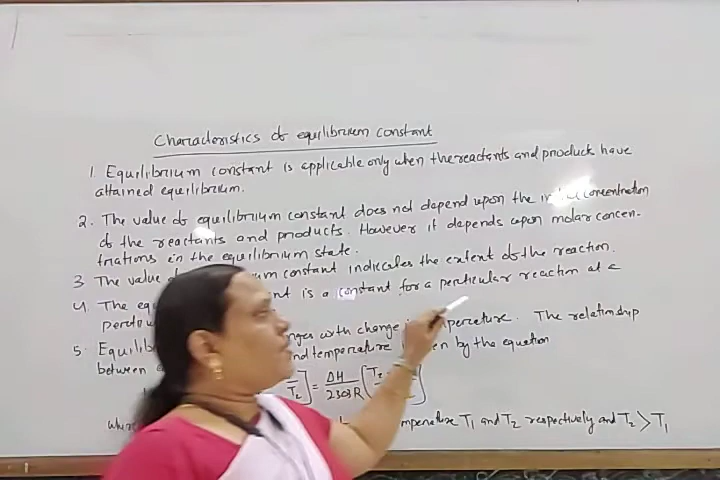 Characteristics of equilibrium constant
1. Equilibrium constant is applicable only when the reactants and products have
attained equilibrium.
2. The value of equilibrium constant does not depend upon the concentration
of the reactants and products. However it depends upon molar concen-
trations in the equilibrium state.
3 The value constant indicates the extent of the reaction.
4. The is a constant for a perticular reaction at a
5. changes with change temperature. The relationship
between and temperature by the equation
T₂] = ΔH / 2.303R [T₂
where T₁ and T₂ respectively and T₂ > T₁